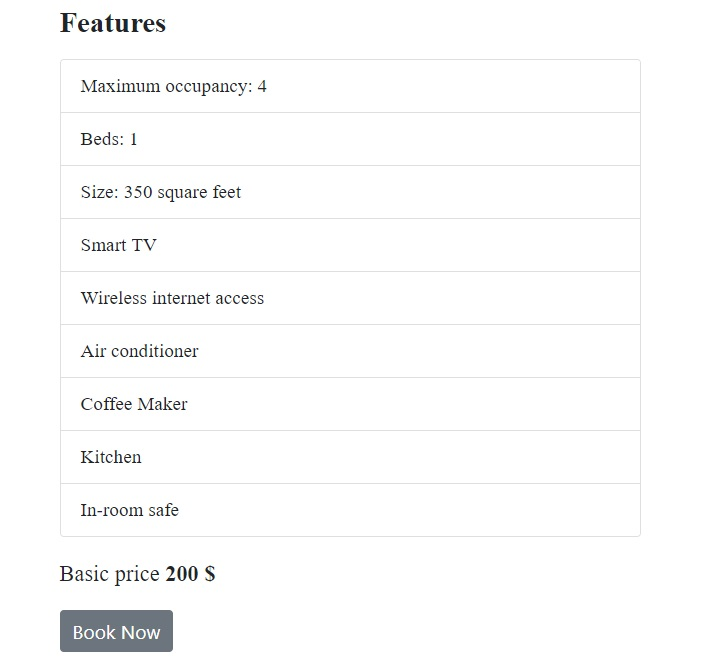 Features
Maximum occupancy: 4
Beds: 1
Size: 350 square feet
Smart TV
Wireless internet access
Air conditioner
Coffee Maker
Kitchen
In-room safe
Basic price 200 $
Book Now